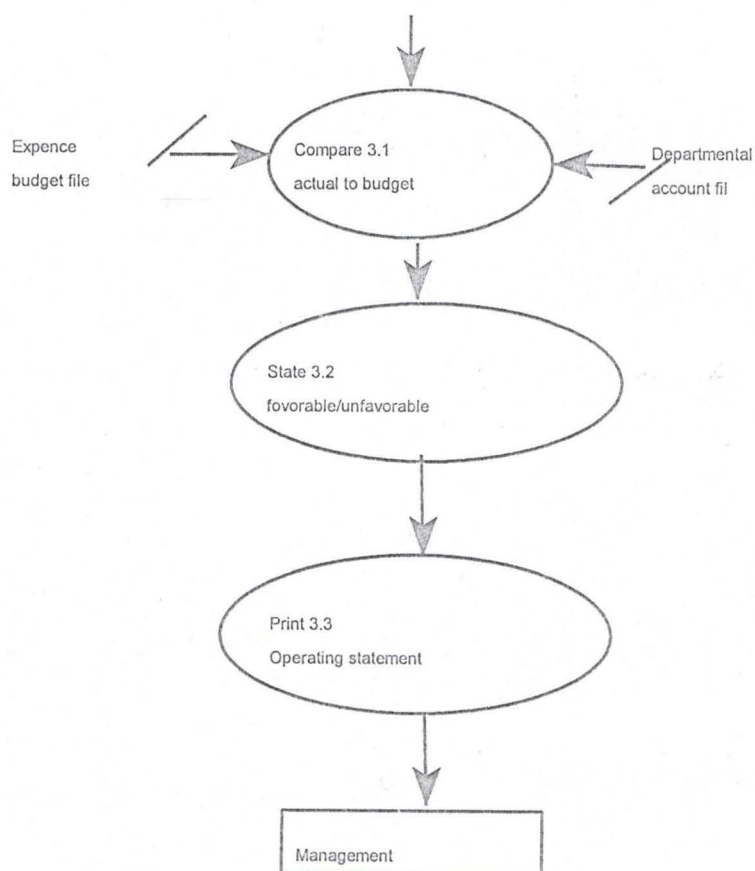 Expence
budget file
Compare 3.1
actual to budget
Departmental
account fil
State 3.2
fovorable/unfavorable
Print 3.3
Operating statement
Management